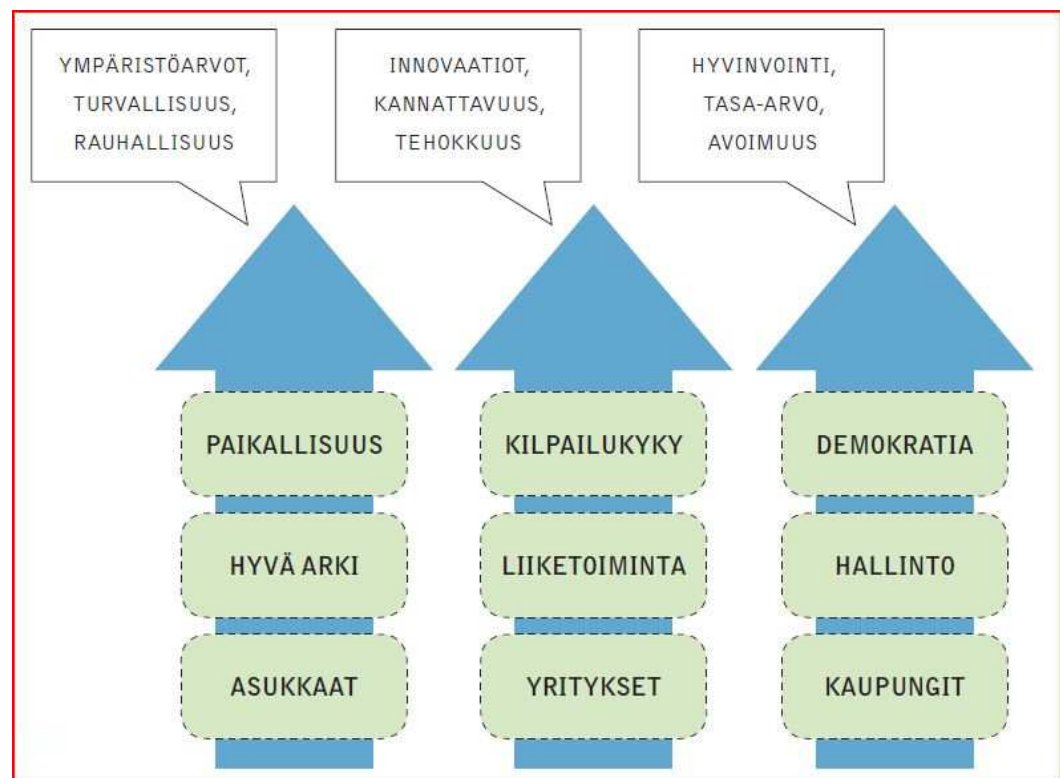 YMPÄRISTÖARVOT,
TURVALLISUUS,
RAUHALLISUUS
INNOVAATIOT,
KANNATTAVUUS,
TEHOKKUUS
HYVINVOINTI,
TASA-ARVO,
AVOIMUUS
PAIKALLISUUS
KILPAILUKYKY
DEMOKRATIA
HYVÄ ARKI
LIIKETOIMINTA
HALLINTO
ASUKKAAT
YRITYKSET
KAUPUNGIT